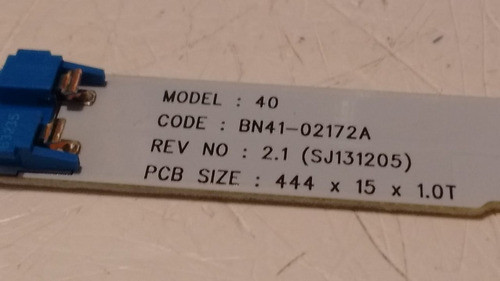 MODEL : 40
CODE : BN41-02172A
REV NO : 2.1 (SJ131205)
PCB SIZE : 444 x 15 x 1.0T